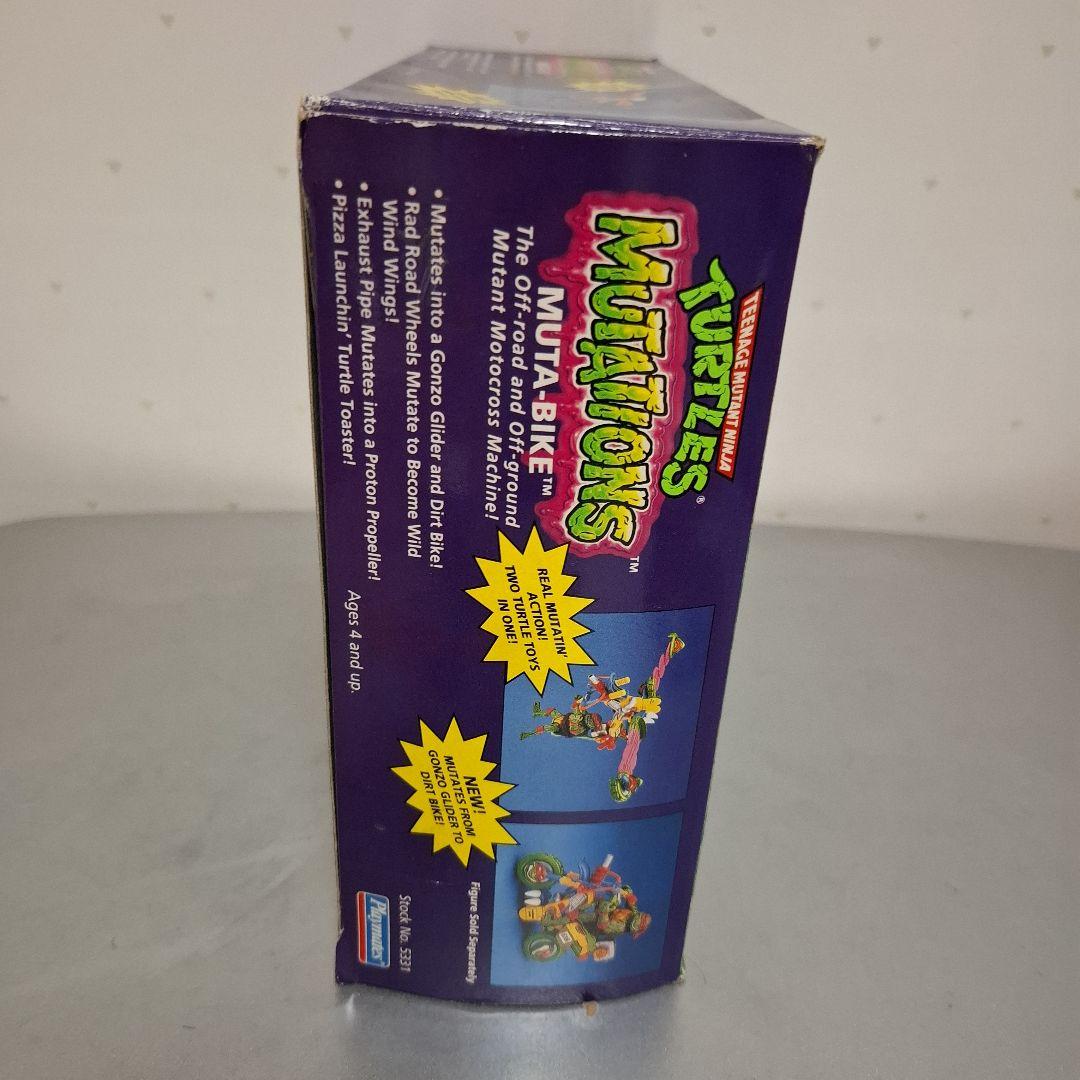 TEENAGE MUTANT NINJA
TURTLES®
MUTATIONS™
MUTA-BIKE™
The Off-road and Off-ground
Mutant Motocross Machine!
• Mutates into a Gonzo Glider and Dirt Bike!
• Rad Road Wheels Mutate to Become Wild
Wind Wings!
• Exhaust Pipe Mutates into a Proton Propeller!
• Pizza Launchin' Turtle Toaster!
Ages 4 and up.
REAL MUTATIN'
ACTION!
TWO TURTLE TOYS
IN ONE!
NEW!
MUTATES FROM
GONZO GLIDER TO
DIRT BIKE!
Figure Sold Separately
Stock No. 5331
Playmates®